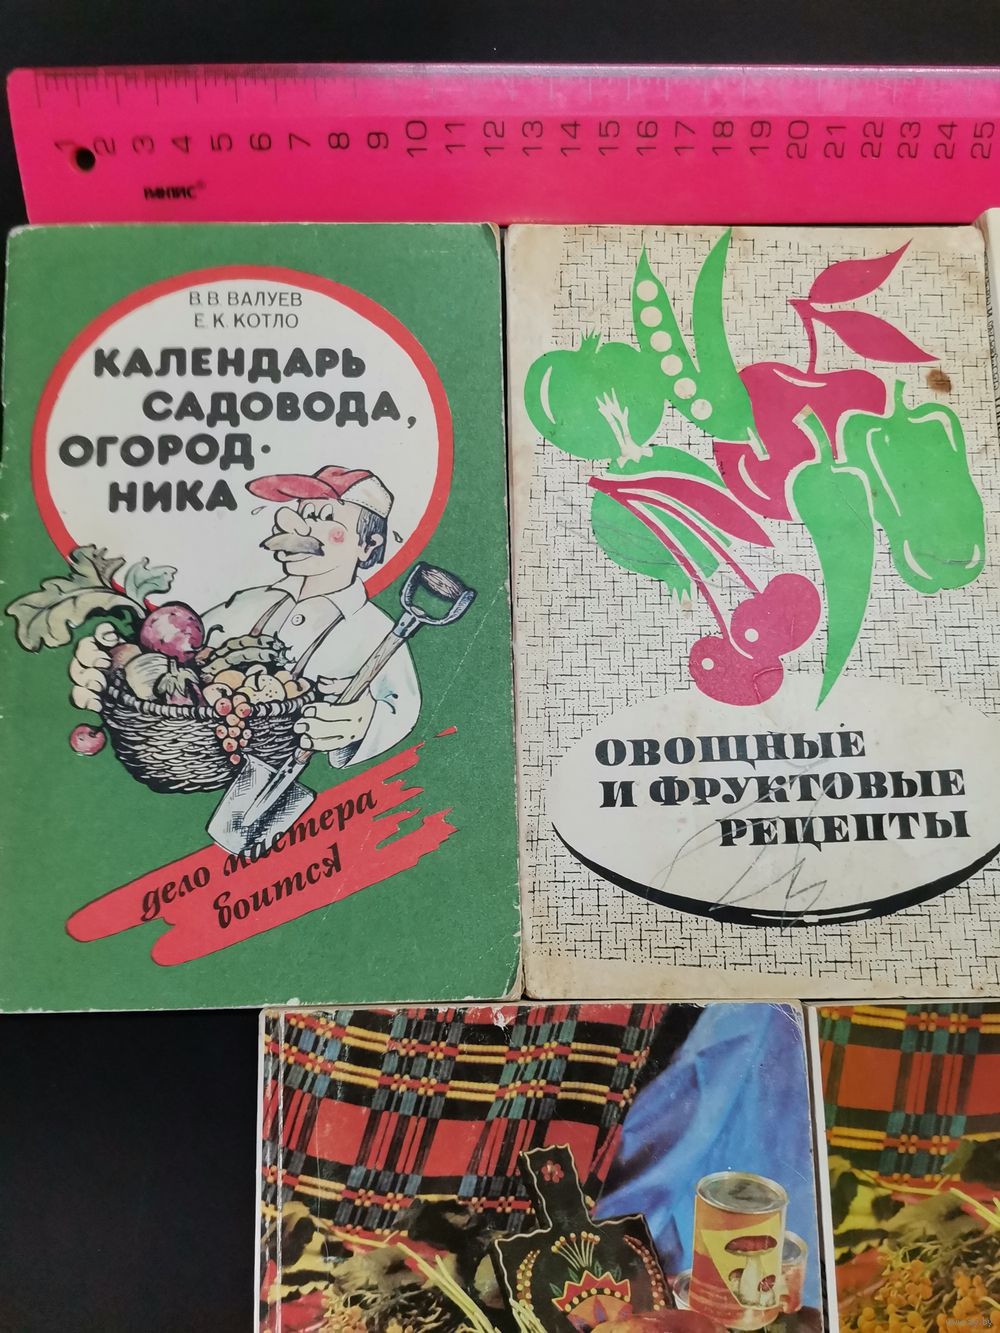 1 2 3 4 5 6 7 8 9 10 11 12 13 14 15 16 17 18 19 20 21 22 23 24 25
В. В. ВАЛУЕВ
Е. К. КОТЛО
КАЛЕНДАРЬ
САДОВОДА,
ОГОРОД-
НИКА
дело мастера
боится
ОВОЩНЫЕ
И ФРУКТОВЫЕ
РЕЦЕПТЫ